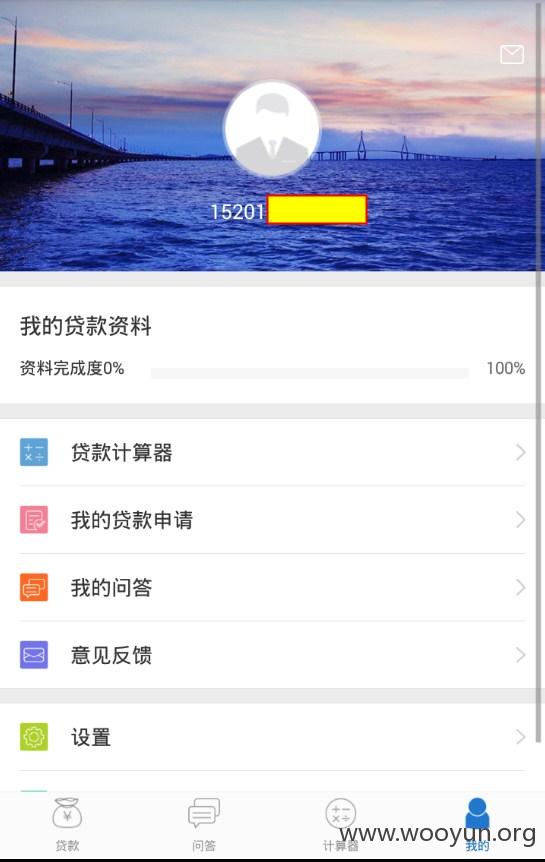 15201
我的贷款资料
资料完成度0% 100%
贷款计算器
我的贷款申请
我的问答
意见反馈
设置
贷款 问答 计算器 我的
www.wooyun.org